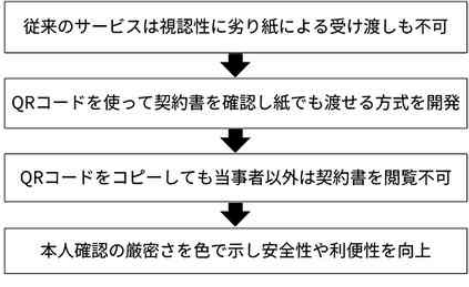 従来のサービスは視認性に劣り紙による受け渡しも不可
QRコードを使って契約書を確認し紙でも渡せる方式を開発
QRコードをコピーしても当事者以外は契約書を閲覧不可
本人確認の厳密さを色で示し安全性や利便性を向上